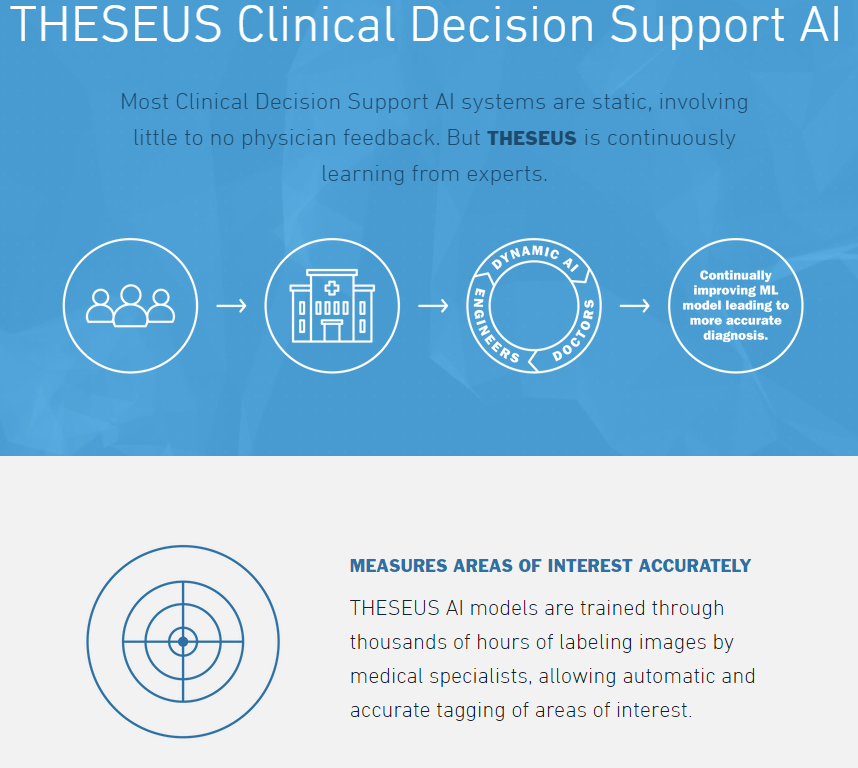 THESEUS Clinical Decision Support AI
Most Clinical Decision Support AI systems are static, involving
little to no physician feedback. But THESEUS is continuously
learning from experts.
DYNAMIC AI
DOCTORS
ENGINEERS
Continually
improving ML
model leading to
more accurate
diagnosis.
MEASURES AREAS OF INTEREST ACCURATELY
THESEUS AI models are trained through
thousands of hours of labeling images by
medical specialists, allowing automatic and
accurate tagging of areas of interest.